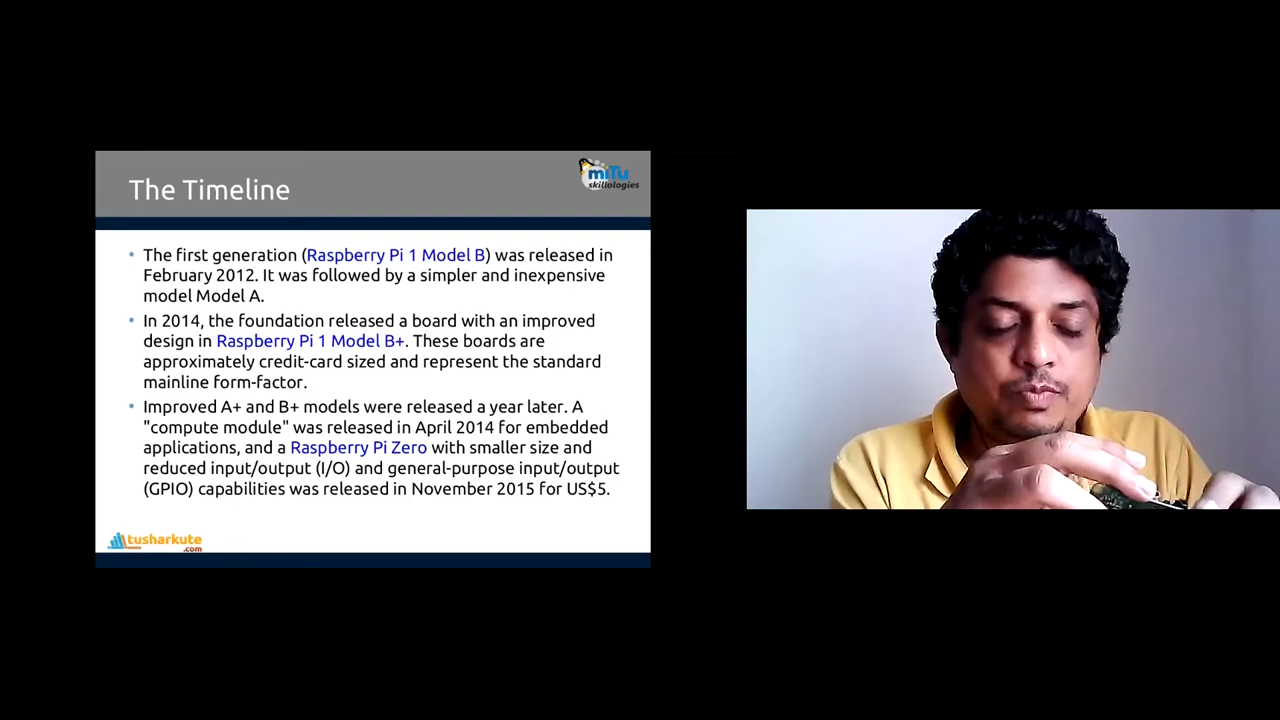 The Timeline
miTu
skillologies
• The first generation (Raspberry Pi 1 Model B) was released in
February 2012. It was followed by a simpler and inexpensive
model Model A.
• In 2014, the foundation released a board with an improved
design in Raspberry Pi 1 Model B+. These boards are
approximately credit-card sized and represent the standard
mainline form-factor.
• Improved A+ and B+ models were released a year later. A
"compute module" was released in April 2014 for embedded
applications, and a Raspberry Pi Zero with smaller size and
reduced input/output (I/O) and general-purpose input/output
(GPIO) capabilities was released in November 2015 for US$5.
tusharkute
.com